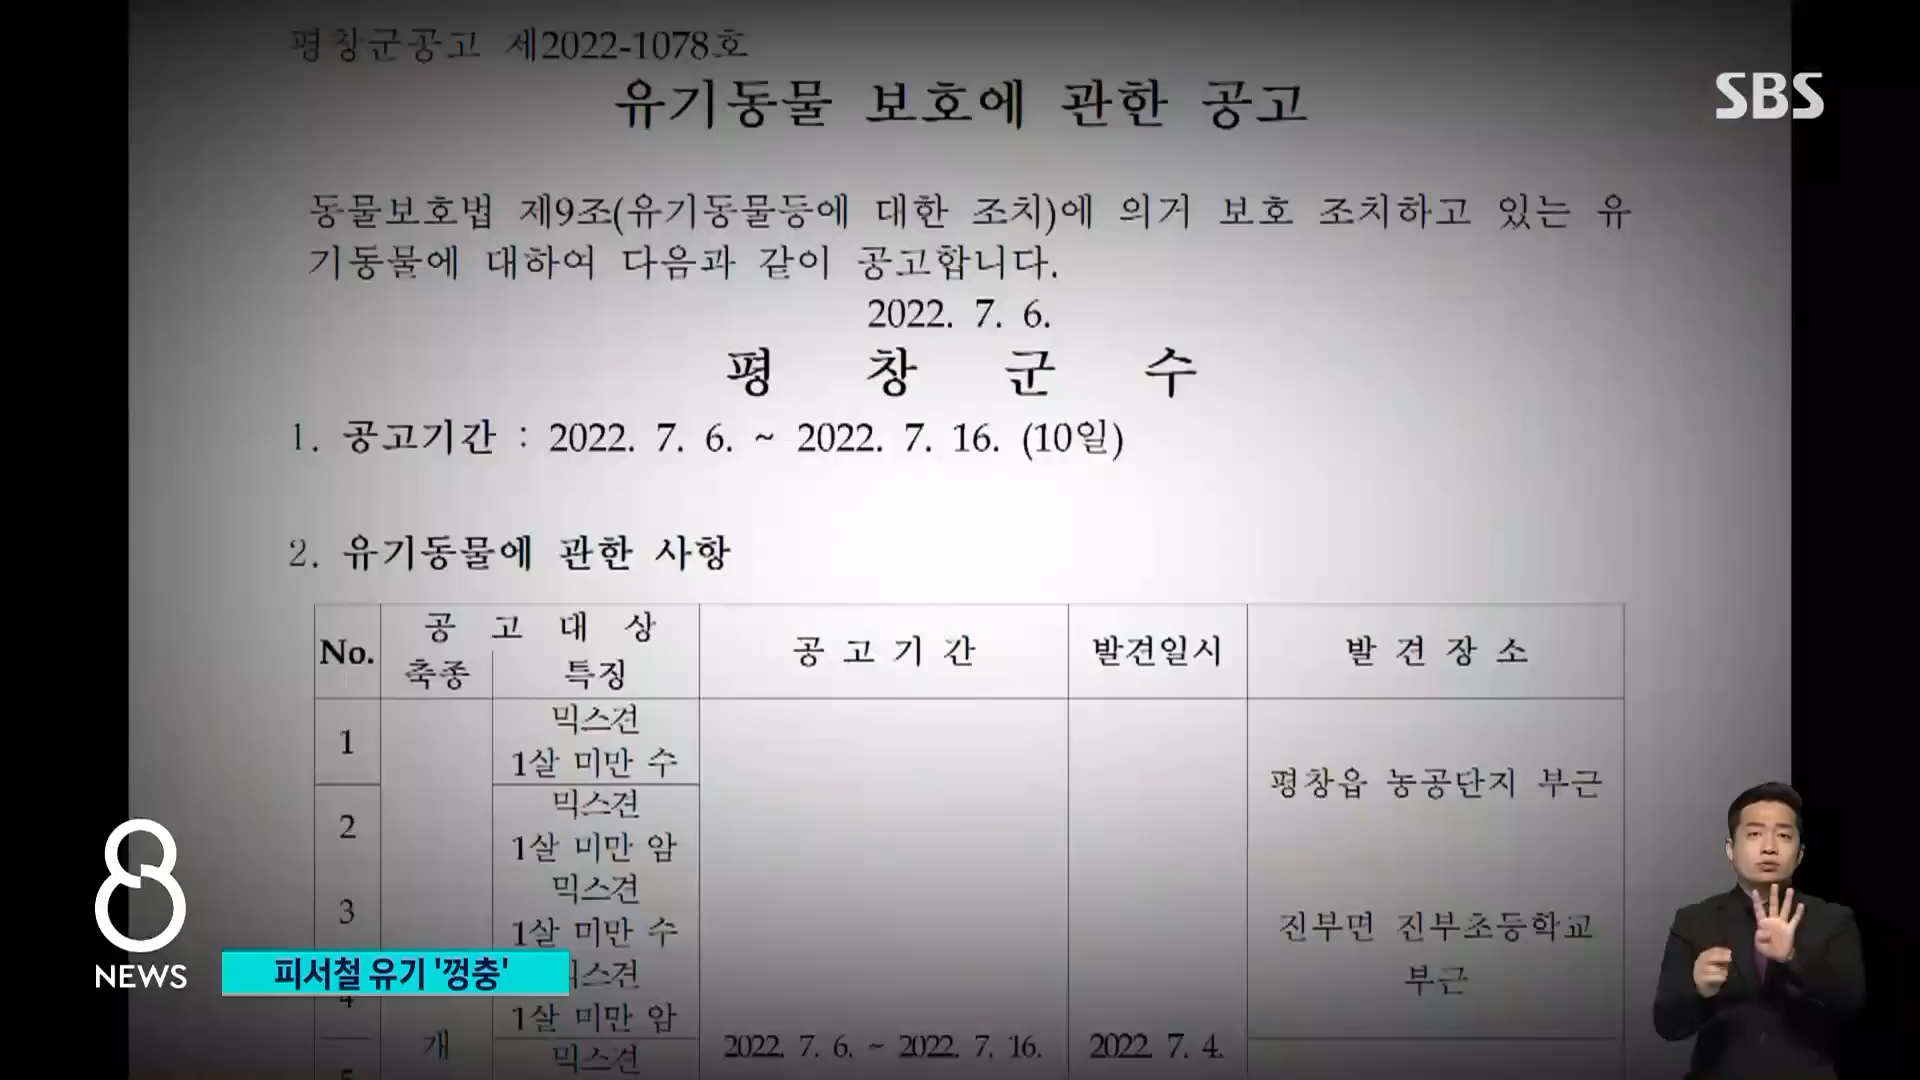 평창군공고 제2022-1078호
유기동물 보호에 관한 공고
SBS
동물보호법 제9조(유기동물등에 대한 조치)에 의거 보호 조치하고 있는 유
기동물에 대하여 다음과 같이 공고합니다.
2022. 7. 6.
평 창 군 수
1. 공고기간 : 2022. 7. 6. ~ 2022. 7. 16. (10일)
2. 유기동물에 관한 사항
No. 공 고 대 상 공 고 기 간 발견일시 발 견 장 소
축종 특징
1 믹스견
1살 미만 수
평창읍 농공단지 부근
2 믹스견
1살 미만 암
3 믹스견
1살 미만 수
진부면 진부초등학교
부근
4 믹스견
1살 미만 암
개 2022. 7. 6. ~ 2022. 7. 16. 2022. 7. 4.
5 믹스견
8
NEWS
피서철 유기 '껑충'